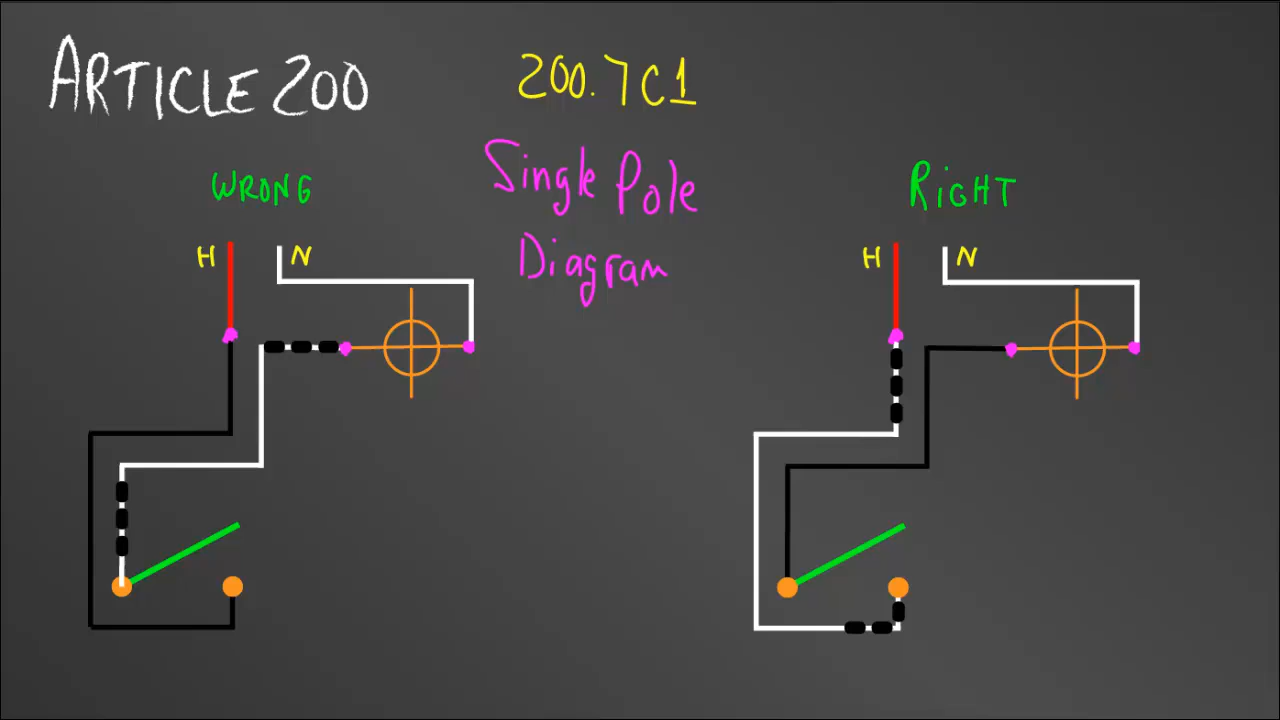 ARTICLE 200
200.7C1
Single Pole
Diagram
WRONG
H N
RiGHT
H N